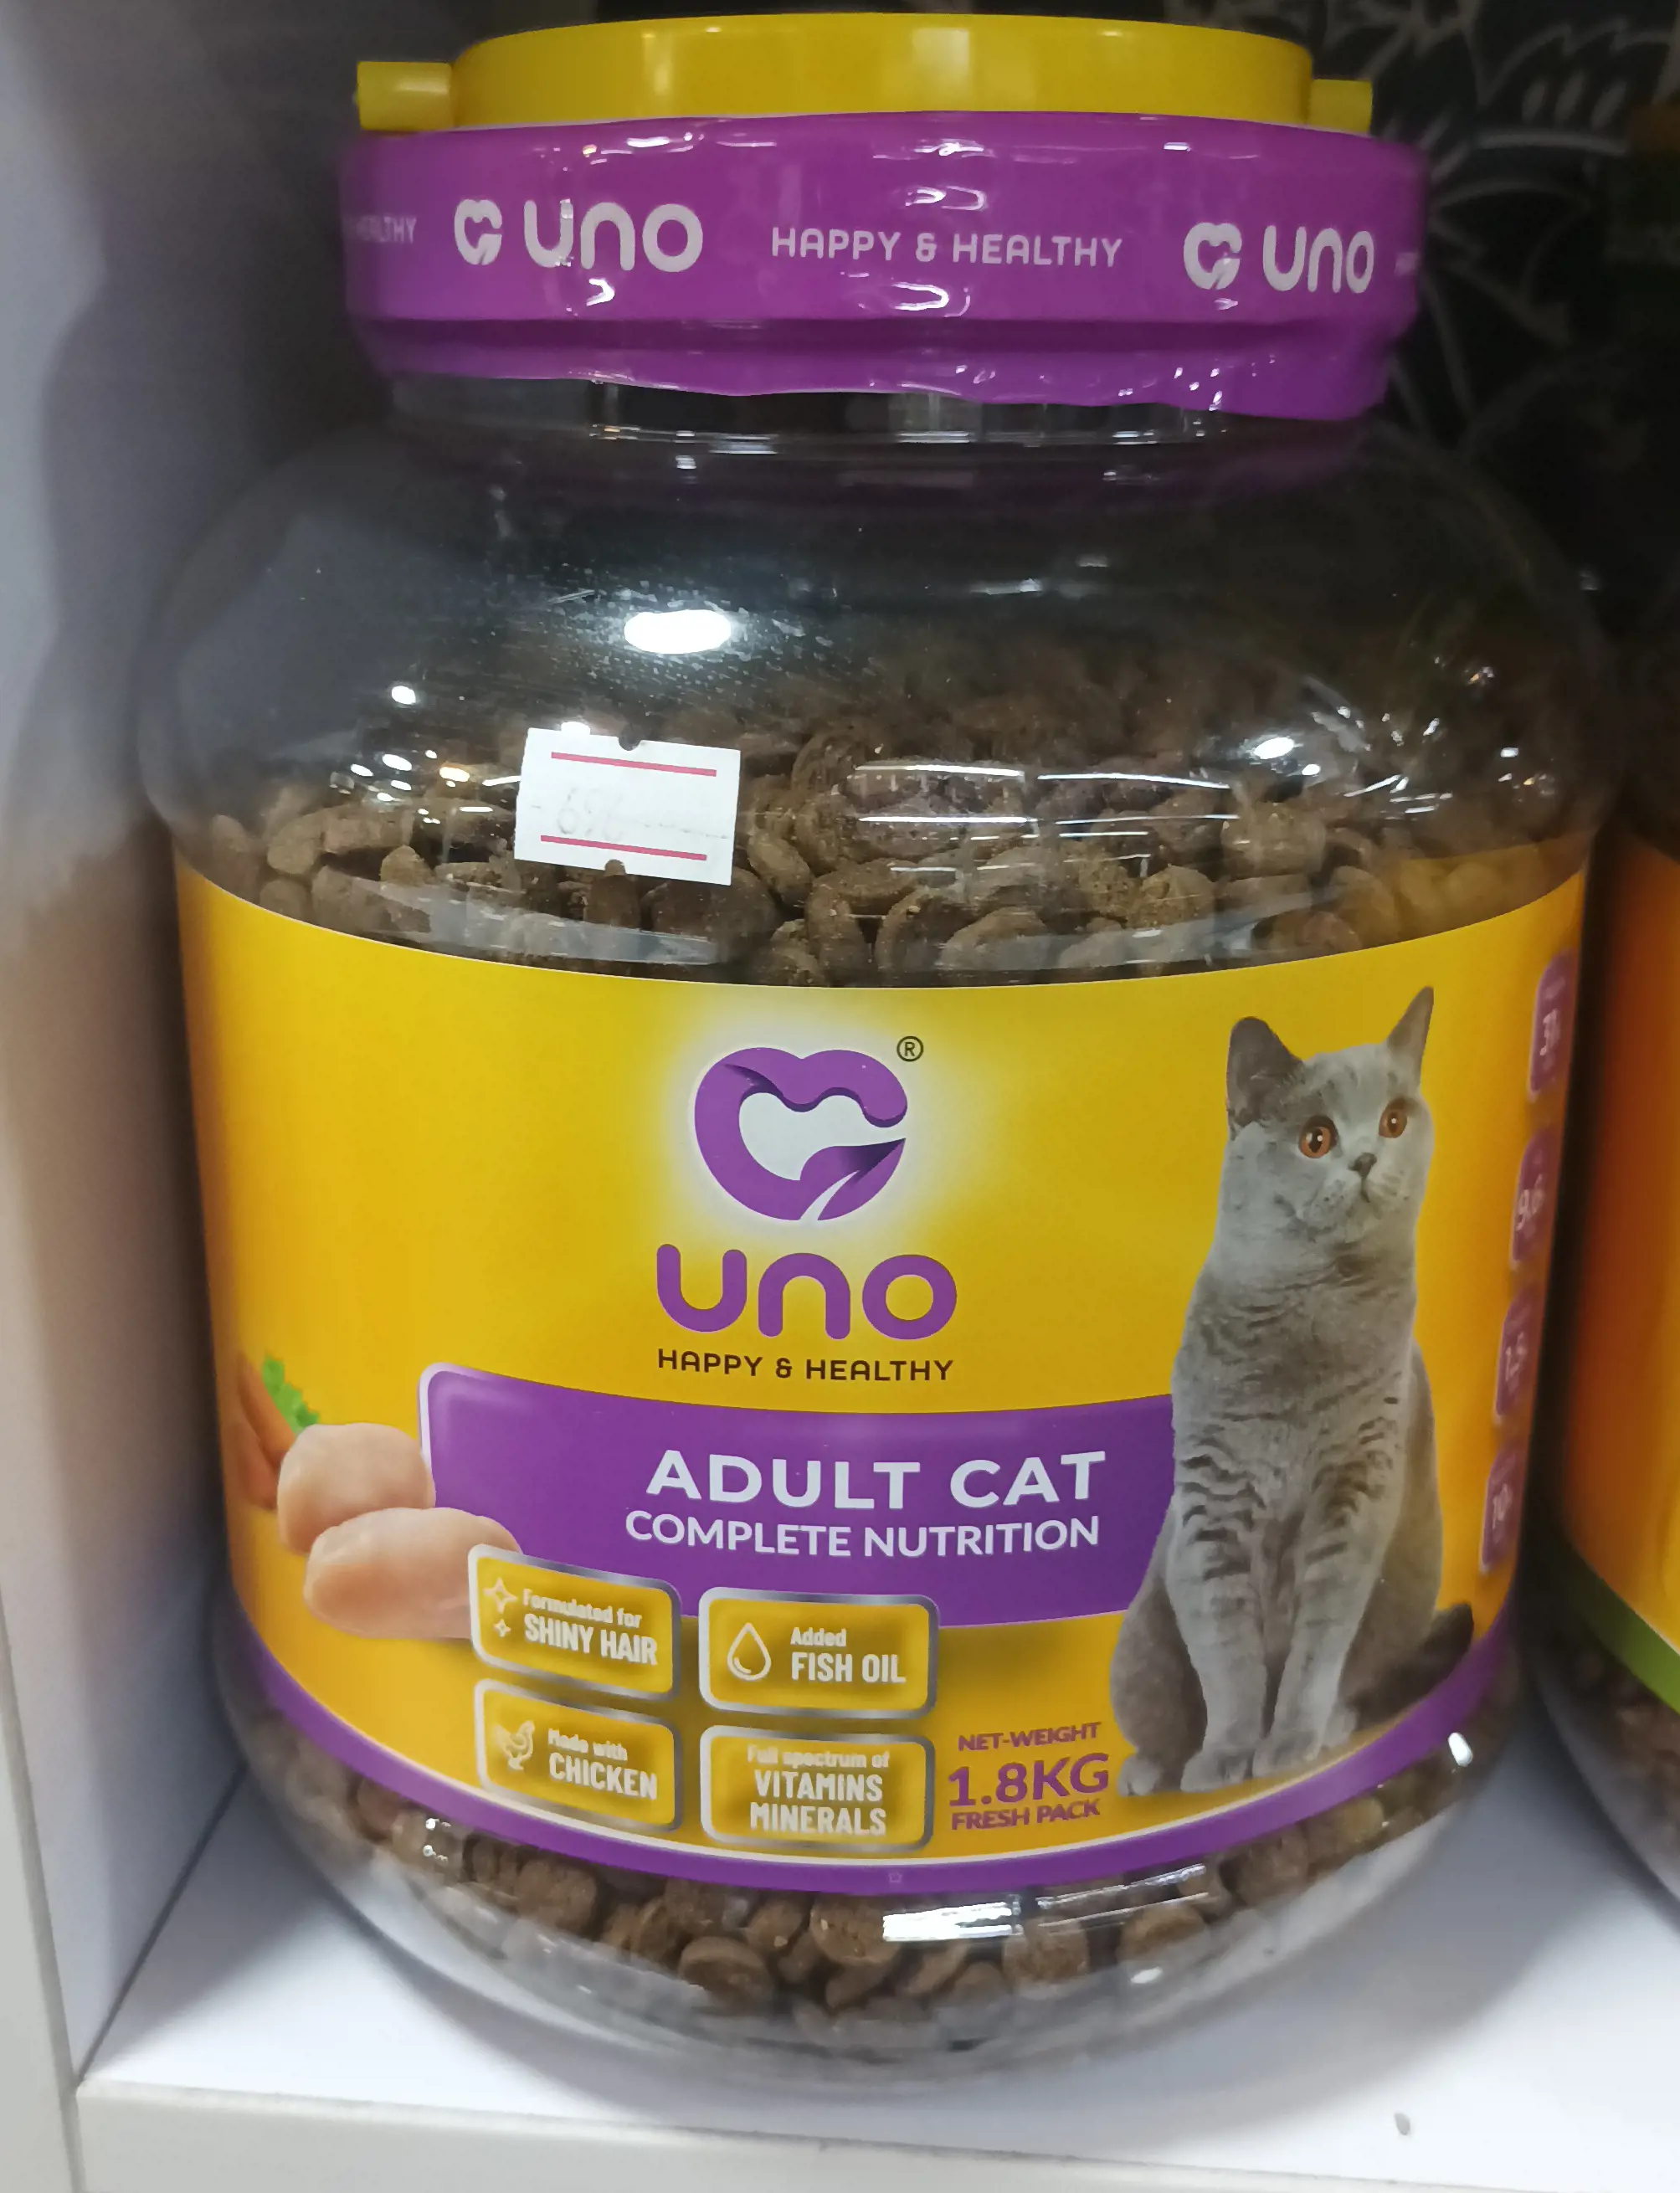 UNO
HAPPY & HEALTHY
UNO
®
UNO
HAPPY & HEALTHY
ADULT CAT
COMPLETE NUTRITION
Formulated for
SHINY HAIR
Added
FISH OIL
Made with
CHICKEN
Full spectrum of
VITAMINS
MINERALS
NET-WEIGHT
1.8KG
FRESH PACK